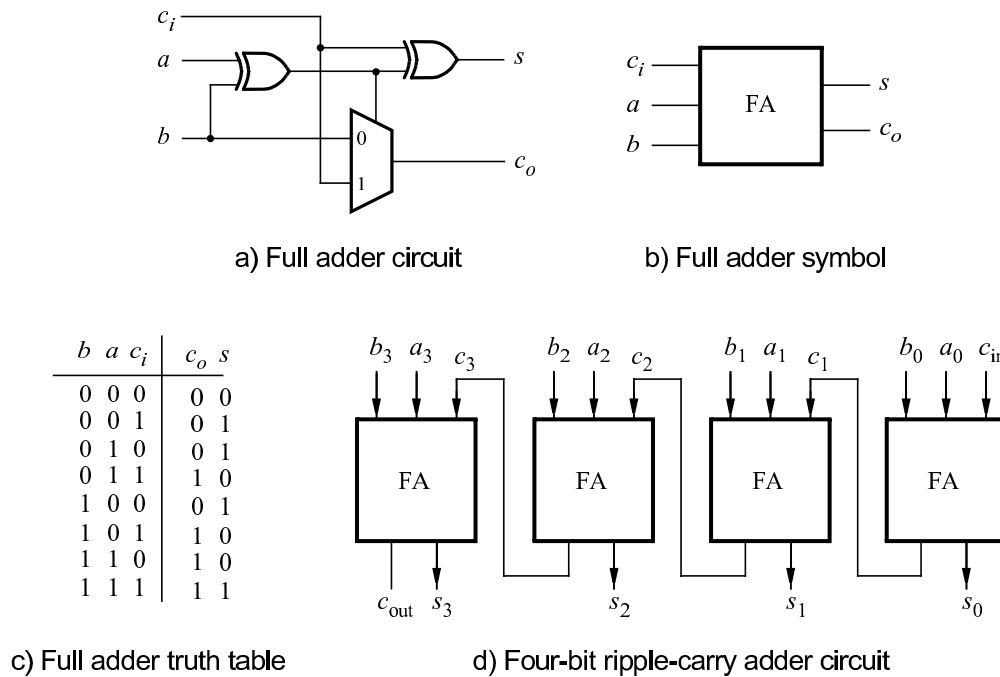 c_i
a
b
s
0
1
c_o
a) Full adder circuit
c_i
a
b
FA
s
c_o
b) Full adder symbol
b a c_i c_o s
0 0 0 0 0
0 0 1 0 1
0 1 0 0 1
0 1 1 1 0
1 0 0 0 1
1 0 1 1 0
1 1 0 1 0
1 1 1 1 1
c) Full adder truth table
b_3 a_3 c_3 b_2 a_2 c_2 b_1 a_1 c_1 b_0 a_0 c_in
FA FA FA FA
c_out s_3 s_2 s_1 s_0
d) Four-bit ripple-carry adder circuit